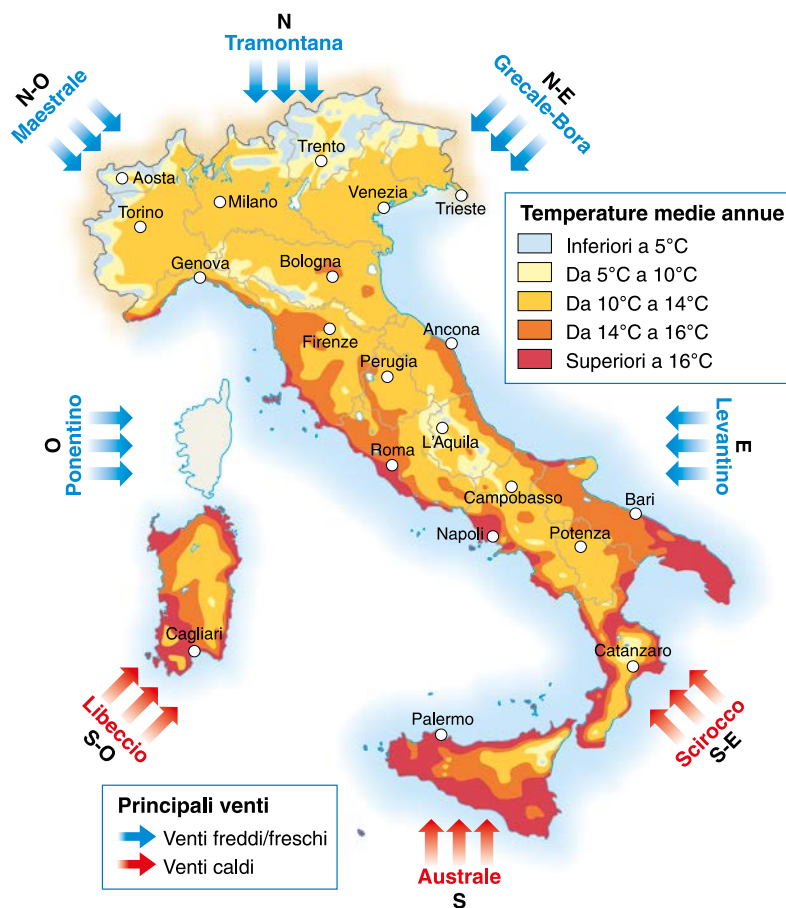 N
Tramontana
N-O
Maestrale
N-E
Grecale-Bora
Trento
Aosta
Milano
Venezia
Trieste
Torino
Genova
Bologna
Temperature medie annue
Inferiori a 5°C
Da 5°C a 10°C
Da 10°C a 14°C
Da 14°C a 16°C
Superiori a 16°C
Firenze
Ancona
Perugia
O
Ponentino
L'Aquila
Roma
E
Levantino
Campobasso
Bari
Napoli
Potenza
Cagliari
Catanzaro
Libeccio
S-O
Palermo
Scirocco
S-E
Principali venti
Venti freddi/freschi
Venti caldi
Australe
S